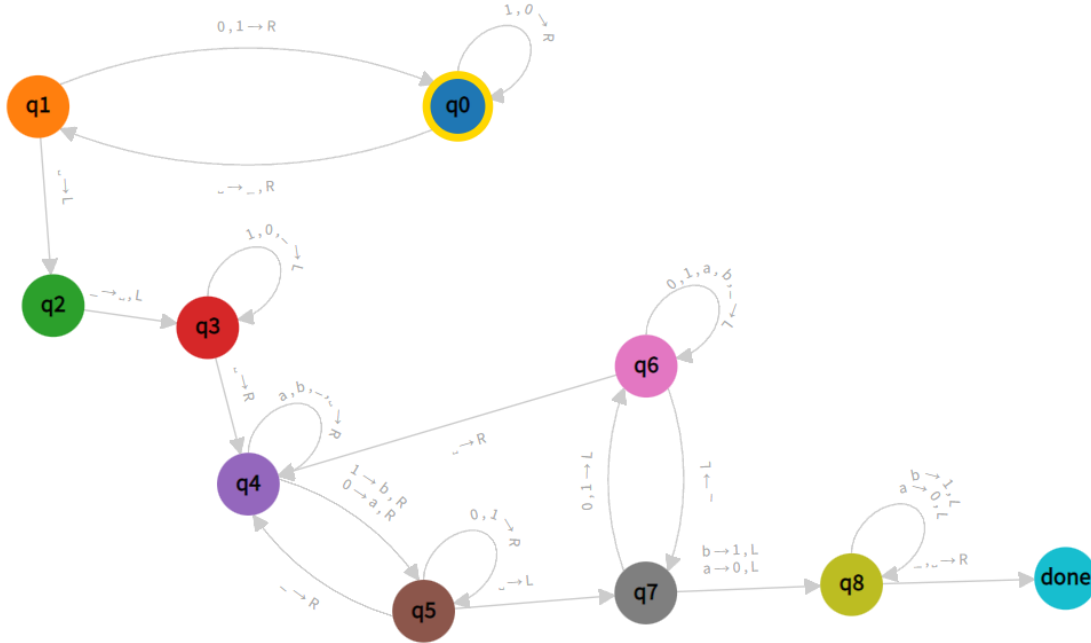 0,1→R
1,0→R
q1
q0
␣→_,R
␣→L
1,0,_→L
q2
_→␣,L
q3
0,1,a,b,_→L
q6
␣→R
a,b,_,␣→R
␣→R
q4
1→b,R
0→a,R
0,1→L
_→L
0,1→R
b→1,L
a→0,L
b→1,L
a→0,L
_→R
q5
␣→L
q7
q8
_,␣→R
done